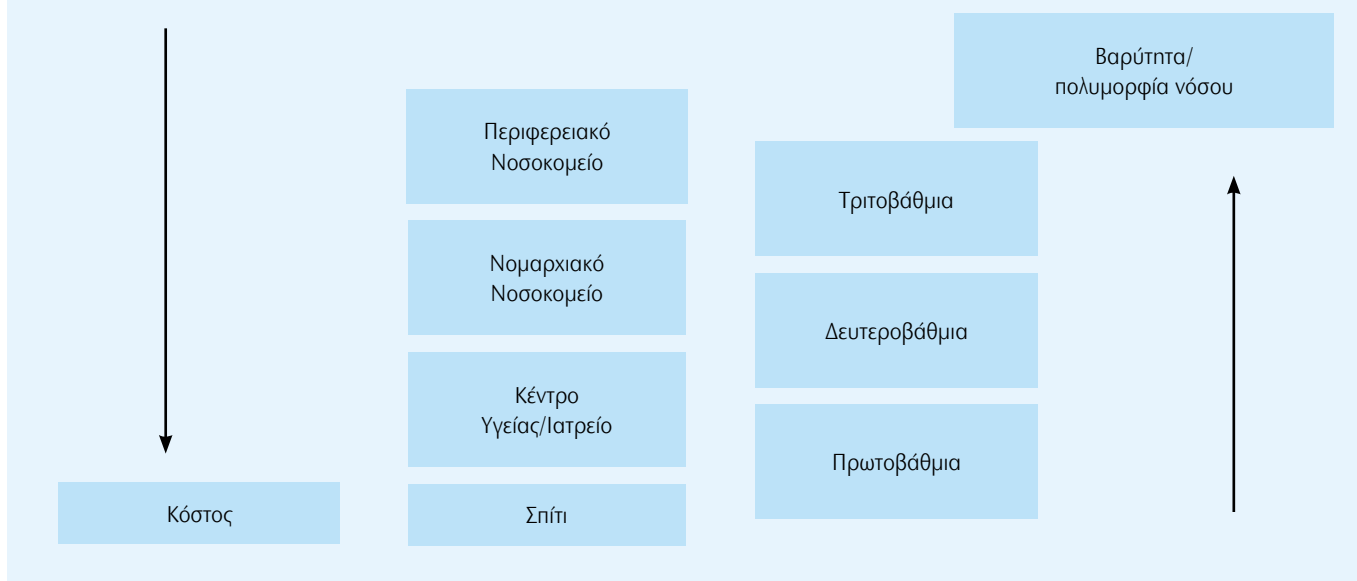 Βαρύτητα/
πολυμορφία νόσου
Περιφερειακό
Νοσοκομείο
Τριτοβάθμια
Νομαρχιακό
Νοσοκομείο
Δευτεροβάθμια
Κέντρο
Υγείας/Ιατρείο
Πρωτοβάθμια
Κόστος
Σπίτι